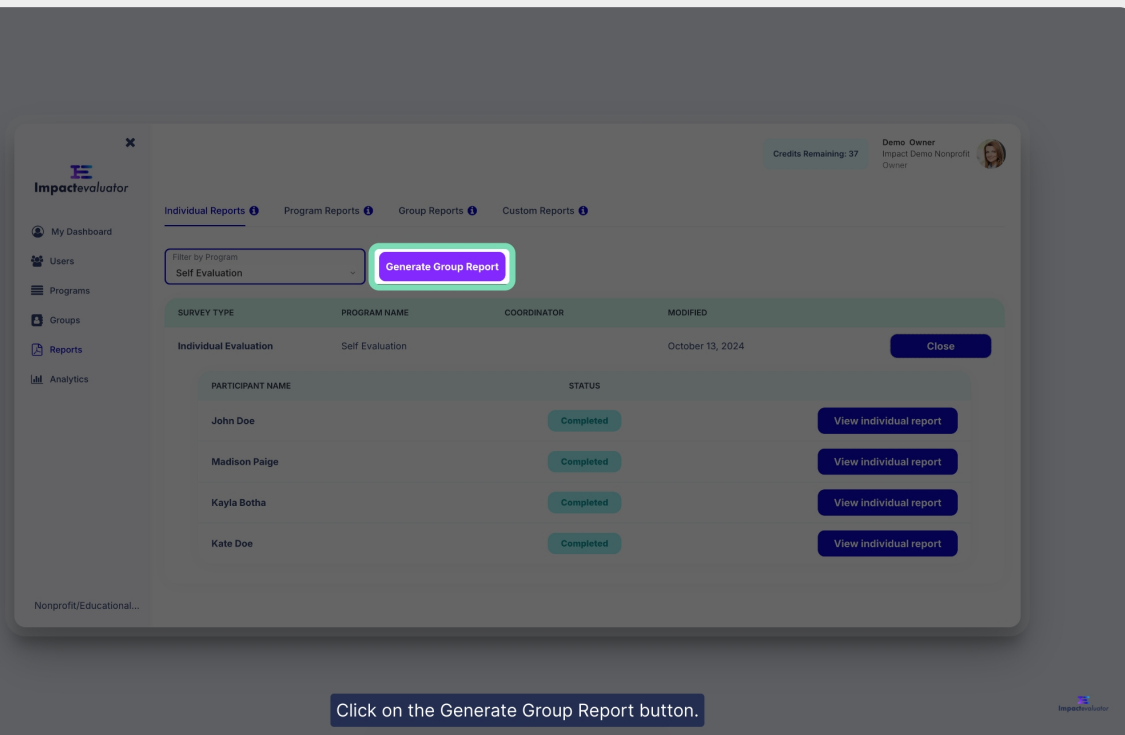 Impactevaluator
My Dashboard
Users
Programs
Groups
Reports
Analytics
Nonprofit/Educational...
Credits Remaining: 37
Demo Owner
Impact Demo Nonprofit
Owner
Individual Reports Program Reports Group Reports Custom Reports
Filter by Program
Self Evaluation
Generate Group Report
SURVEY TYPE PROGRAM NAME COORDINATOR MODIFIED
Individual Evaluation Self Evaluation October 13, 2024 Close
PARTICIPANT NAME STATUS
John Doe Completed View individual report
Madison Paige Completed View individual report
Kayla Botha Completed View individual report
Kate Doe Completed View individual report
Click on the Generate Group Report button.
Impactevaluator